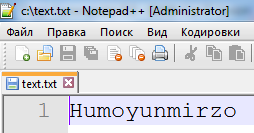 c:\text.txt - Notepad++ [Administrator]
Файл Правка Поиск Вид Кодировки
text.txt
1 Humoyunmirzo